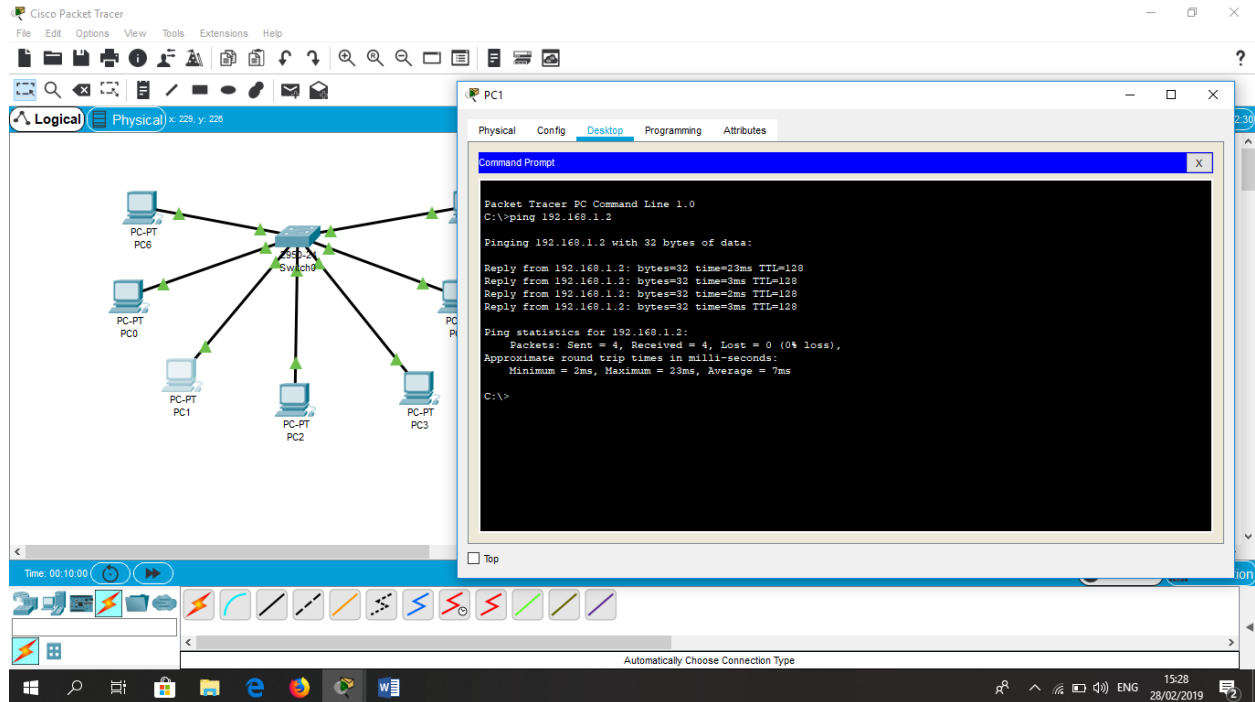 Cisco Packet Tracer
File Edit Options View Tools Extensions Help
?
PC1
Logical Physical x: 229, y: 226
2:30
Physical Config Desktop Programming Attributes
Command Prompt
X
Packet Tracer PC Command Line 1.0
C:\>ping 192.168.1.2
Pinging 192.168.1.2 with 32 bytes of data:
Reply from 192.168.1.2: bytes=32 time=23ms TTL=128
Reply from 192.168.1.2: bytes=32 time=3ms TTL=128
Reply from 192.168.1.2: bytes=32 time=2ms TTL=128
Reply from 192.168.1.2: bytes=32 time=3ms TTL=128
Ping statistics for 192.168.1.2:
Packets: Sent = 4, Received = 4, Lost = 0 (0% loss),
Approximate round trip times in milli-seconds:
Minimum = 2ms, Maximum = 23ms, Average = 7ms
C:\>
Top
PC-PT
PC6
2950-24
Switch0
PC-PT
PC0
PC-PT
PC1
PC-PT
PC2
PC-PT
PC3
Time: 00:10:00
Automatically Choose Connection Type
ENG
15:28
28/02/2019
2